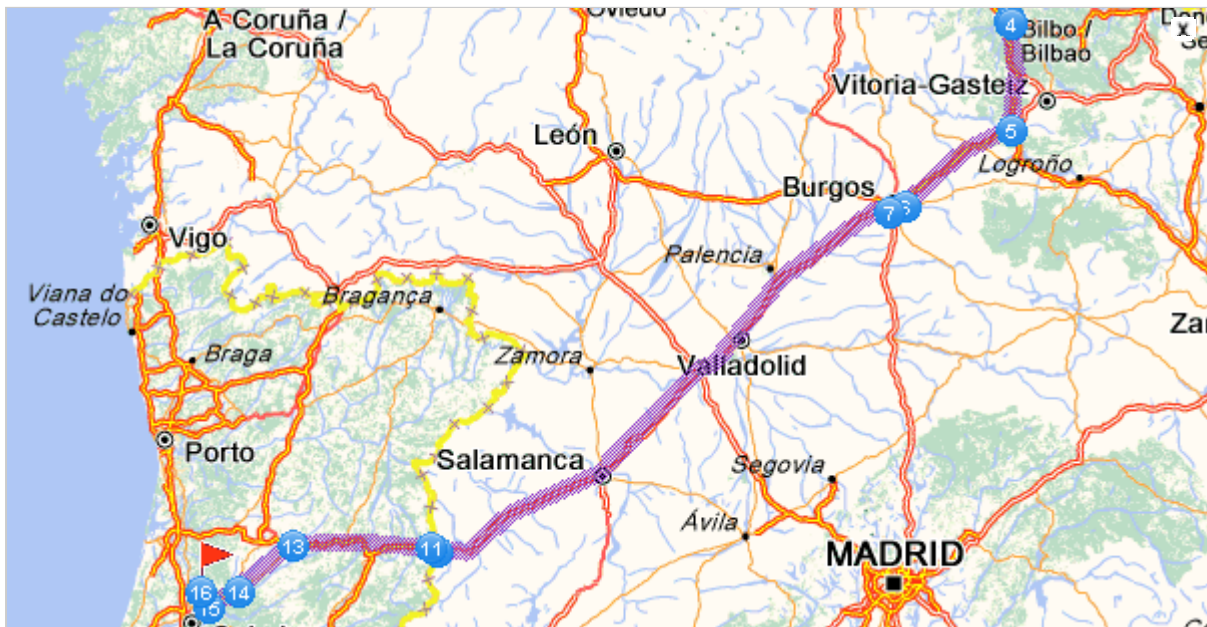 A Coruña /
La Coruña
Oviedo
4
Bilbo /
Bilbao
x
Vitoria-Gasteiz
5
León
Logroño
Burgos
7
Vigo
Palencia
Viana do
Castelo
Bragança
Braga
Zamora
Valladolid
Porto
Salamanca
Segovia
Ávila
MADRID
13
11
16
14
15